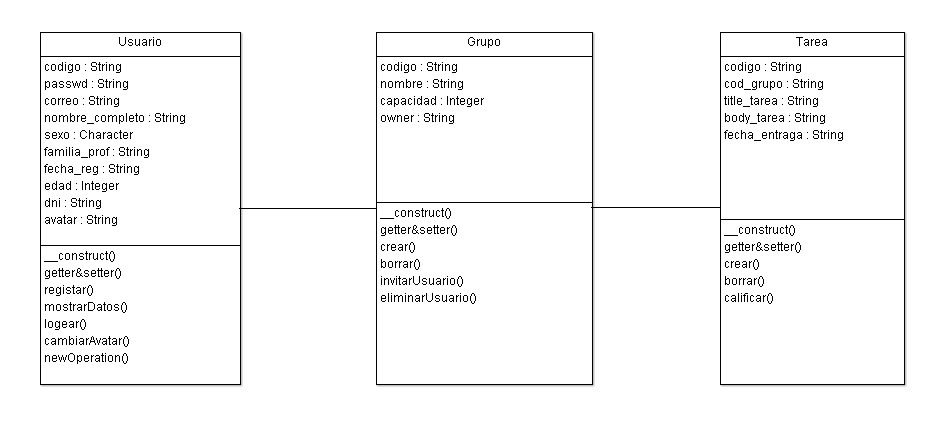 Usuario
codigo : String
passwd : String
correo : String
nombre_completo : String
sexo : Character
familia_prof : String
fecha_reg : String
edad : Integer
dni : String
avatar : String
__construct()
getter&setter()
registar()
mostrarDatos()
logear()
cambiarAvatar()
newOperation()
Grupo
codigo : String
nombre : String
capacidad : Integer
owner : String
__construct()
getter&setter()
crear()
borrar()
invitarUsuario()
eliminarUsuario()
Tarea
codigo : String
cod_grupo : String
title_tarea : String
body_tarea : String
fecha_entraga : String
__construct()
getter&setter()
crear()
borrar()
calificar()